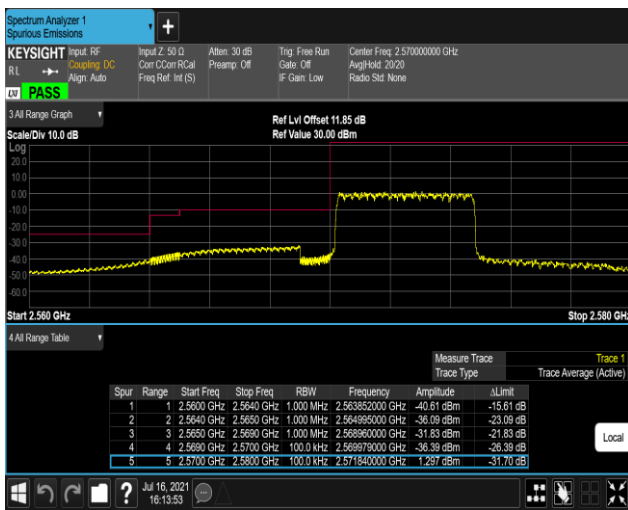 Spectrum Analyzer 1
Spurious Emissions
KEYSIGHT
RL
LXI
PASS
Input: RF
Coupling: DC
Align: Auto
Input Z: 50 Ω
Corr CCorr RCal
Freq Ref: Int (S)
Atten: 30 dB
Preamp: Off
Trig: Free Run
Gate: Off
IF Gain: Low
Center Freq: 2.570000000 GHz
Avg|Hold: 20/20
Radio Std: None
3 All Range Graph
Scale/Div 10.0 dB
Ref Lvl Offset 11.85 dB
Ref Value 30.00 dBm
Log
20.0
10.0
0.00
-10.0
-20.0
-30.0
-40.0
-50.0
-60.0
Start 2.560 GHz
Stop 2.580 GHz
4 All Range Table
Measure Trace Trace 1
Trace Type Trace Average (Active)
Spur Range Start Freq Stop Freq RBW Frequency Amplitude ΔLimit
1 1 2.5600 GHz 2.5640 GHz 1.000 MHz 2.563852000 GHz -40.61 dBm -15.61 dB
2 2 2.5640 GHz 2.5650 GHz 1.000 MHz 2.564995000 GHz -36.09 dBm -23.09 dB
3 3 2.5650 GHz 2.5690 GHz 1.000 MHz 2.568960000 GHz -31.83 dBm -21.83 dB
4 4 2.5690 GHz 2.5700 GHz 100.0 kHz 2.569979000 GHz -36.39 dBm -26.39 dB
5 5 2.5700 GHz 2.5800 GHz 100.0 kHz 2.571840000 GHz 1.297 dBm -31.70 dB
Local
?
Jul 16, 2021
16:13:53